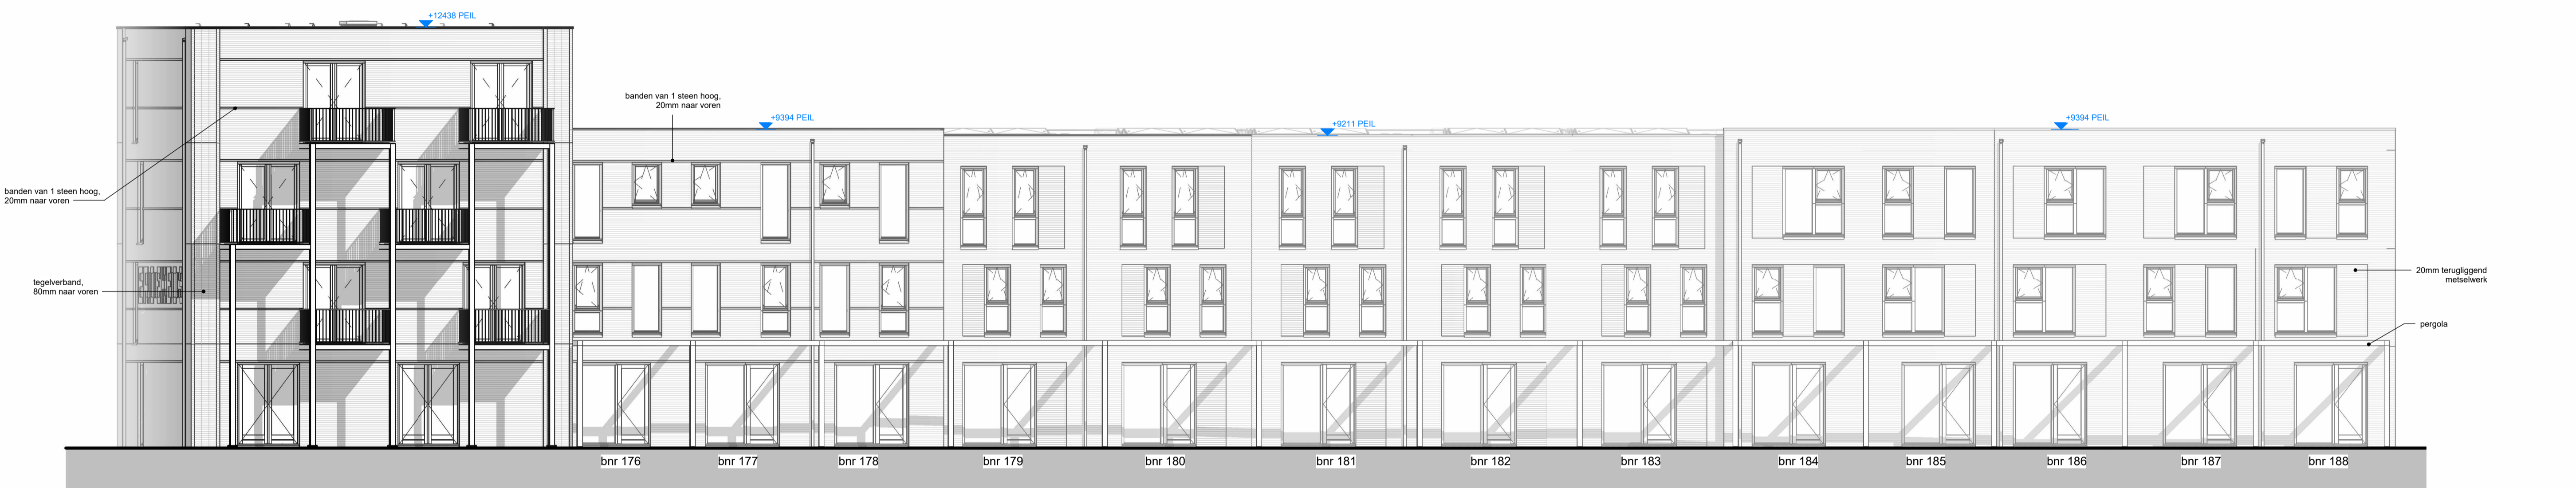 +12438 PEIL
banden van 1 steen hoog,
20mm naar voren
+9394 PEIL
+9211 PEIL
+9394 PEIL
banden van 1 steen hoog,
20mm naar voren
tegelverband,
80mm naar voren
20mm terugliggend
metselwerk
pergola
bnr 176
bnr 177
bnr 178
bnr 179
bnr 180
bnr 181
bnr 182
bnr 183
bnr 184
bnr 185
bnr 186
bnr 187
bnr 188